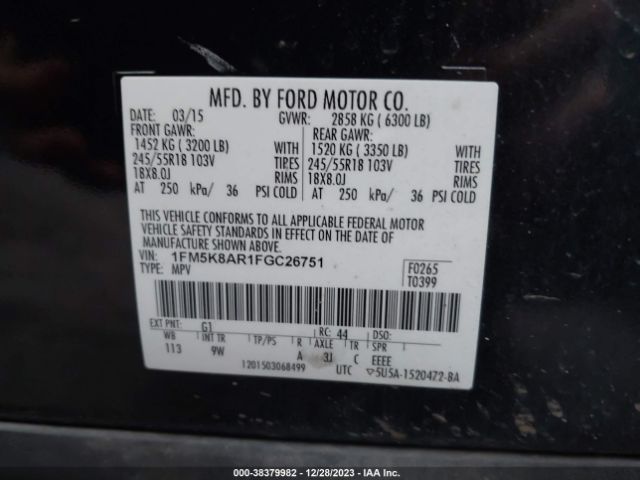 MFD. BY FORD MOTOR CO.
DATE: 03/15 GVWR: 2858 KG ( 6300 LB)
FRONT GAWR: REAR GAWR:
1452 KG ( 3200 LB) WITH 1520 KG ( 3350 LB) WITH
245/55R18 103V TIRES 245/55R18 103V TIRES
18X8.0J RIMS 18X8.0J RIMS
AT 250 kPa/ 36 PSI COLD AT 250 kPa/ 36 PSI COLD
THIS VEHICLE CONFORMS TO ALL APPLICABLE FEDERAL MOTOR
VEHICLE SAFETY STANDARDS IN EFFECT ON THE DATE OF
MANUFACTURE SHOWN ABOVE.
VIN: 1FM5K8AR1FGC26751 F0265
TYPE: MPV T0399
EXT PNT: G1 RC: 44 DSO:
WB INT TR TP/PS R AXLE TR SPR
113 9W A 3J C EEEE
1201503068499 UTC ▽5U5A-1520472-BA
000-38379982 • 12/28/2023 • IAA Inc.